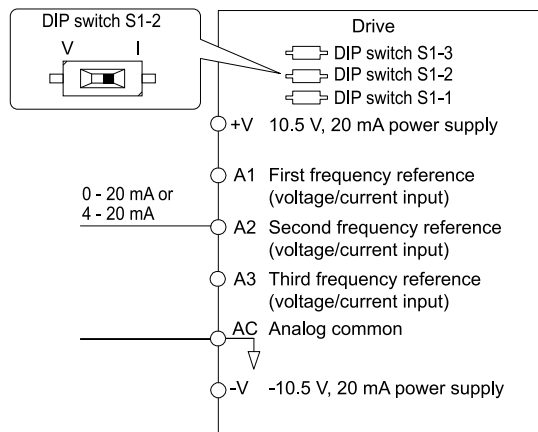 DIP switch S1-2
V I
Drive
DIP switch S1-3
DIP switch S1-2
DIP switch S1-1
+V 10.5 V, 20 mA power supply
A1 First frequency reference
(voltage/current input)
0 - 20 mA or
4 - 20 mA
A2 Second frequency reference
(voltage/current input)
A3 Third frequency reference
(voltage/current input)
AC Analog common
-V -10.5 V, 20 mA power supply